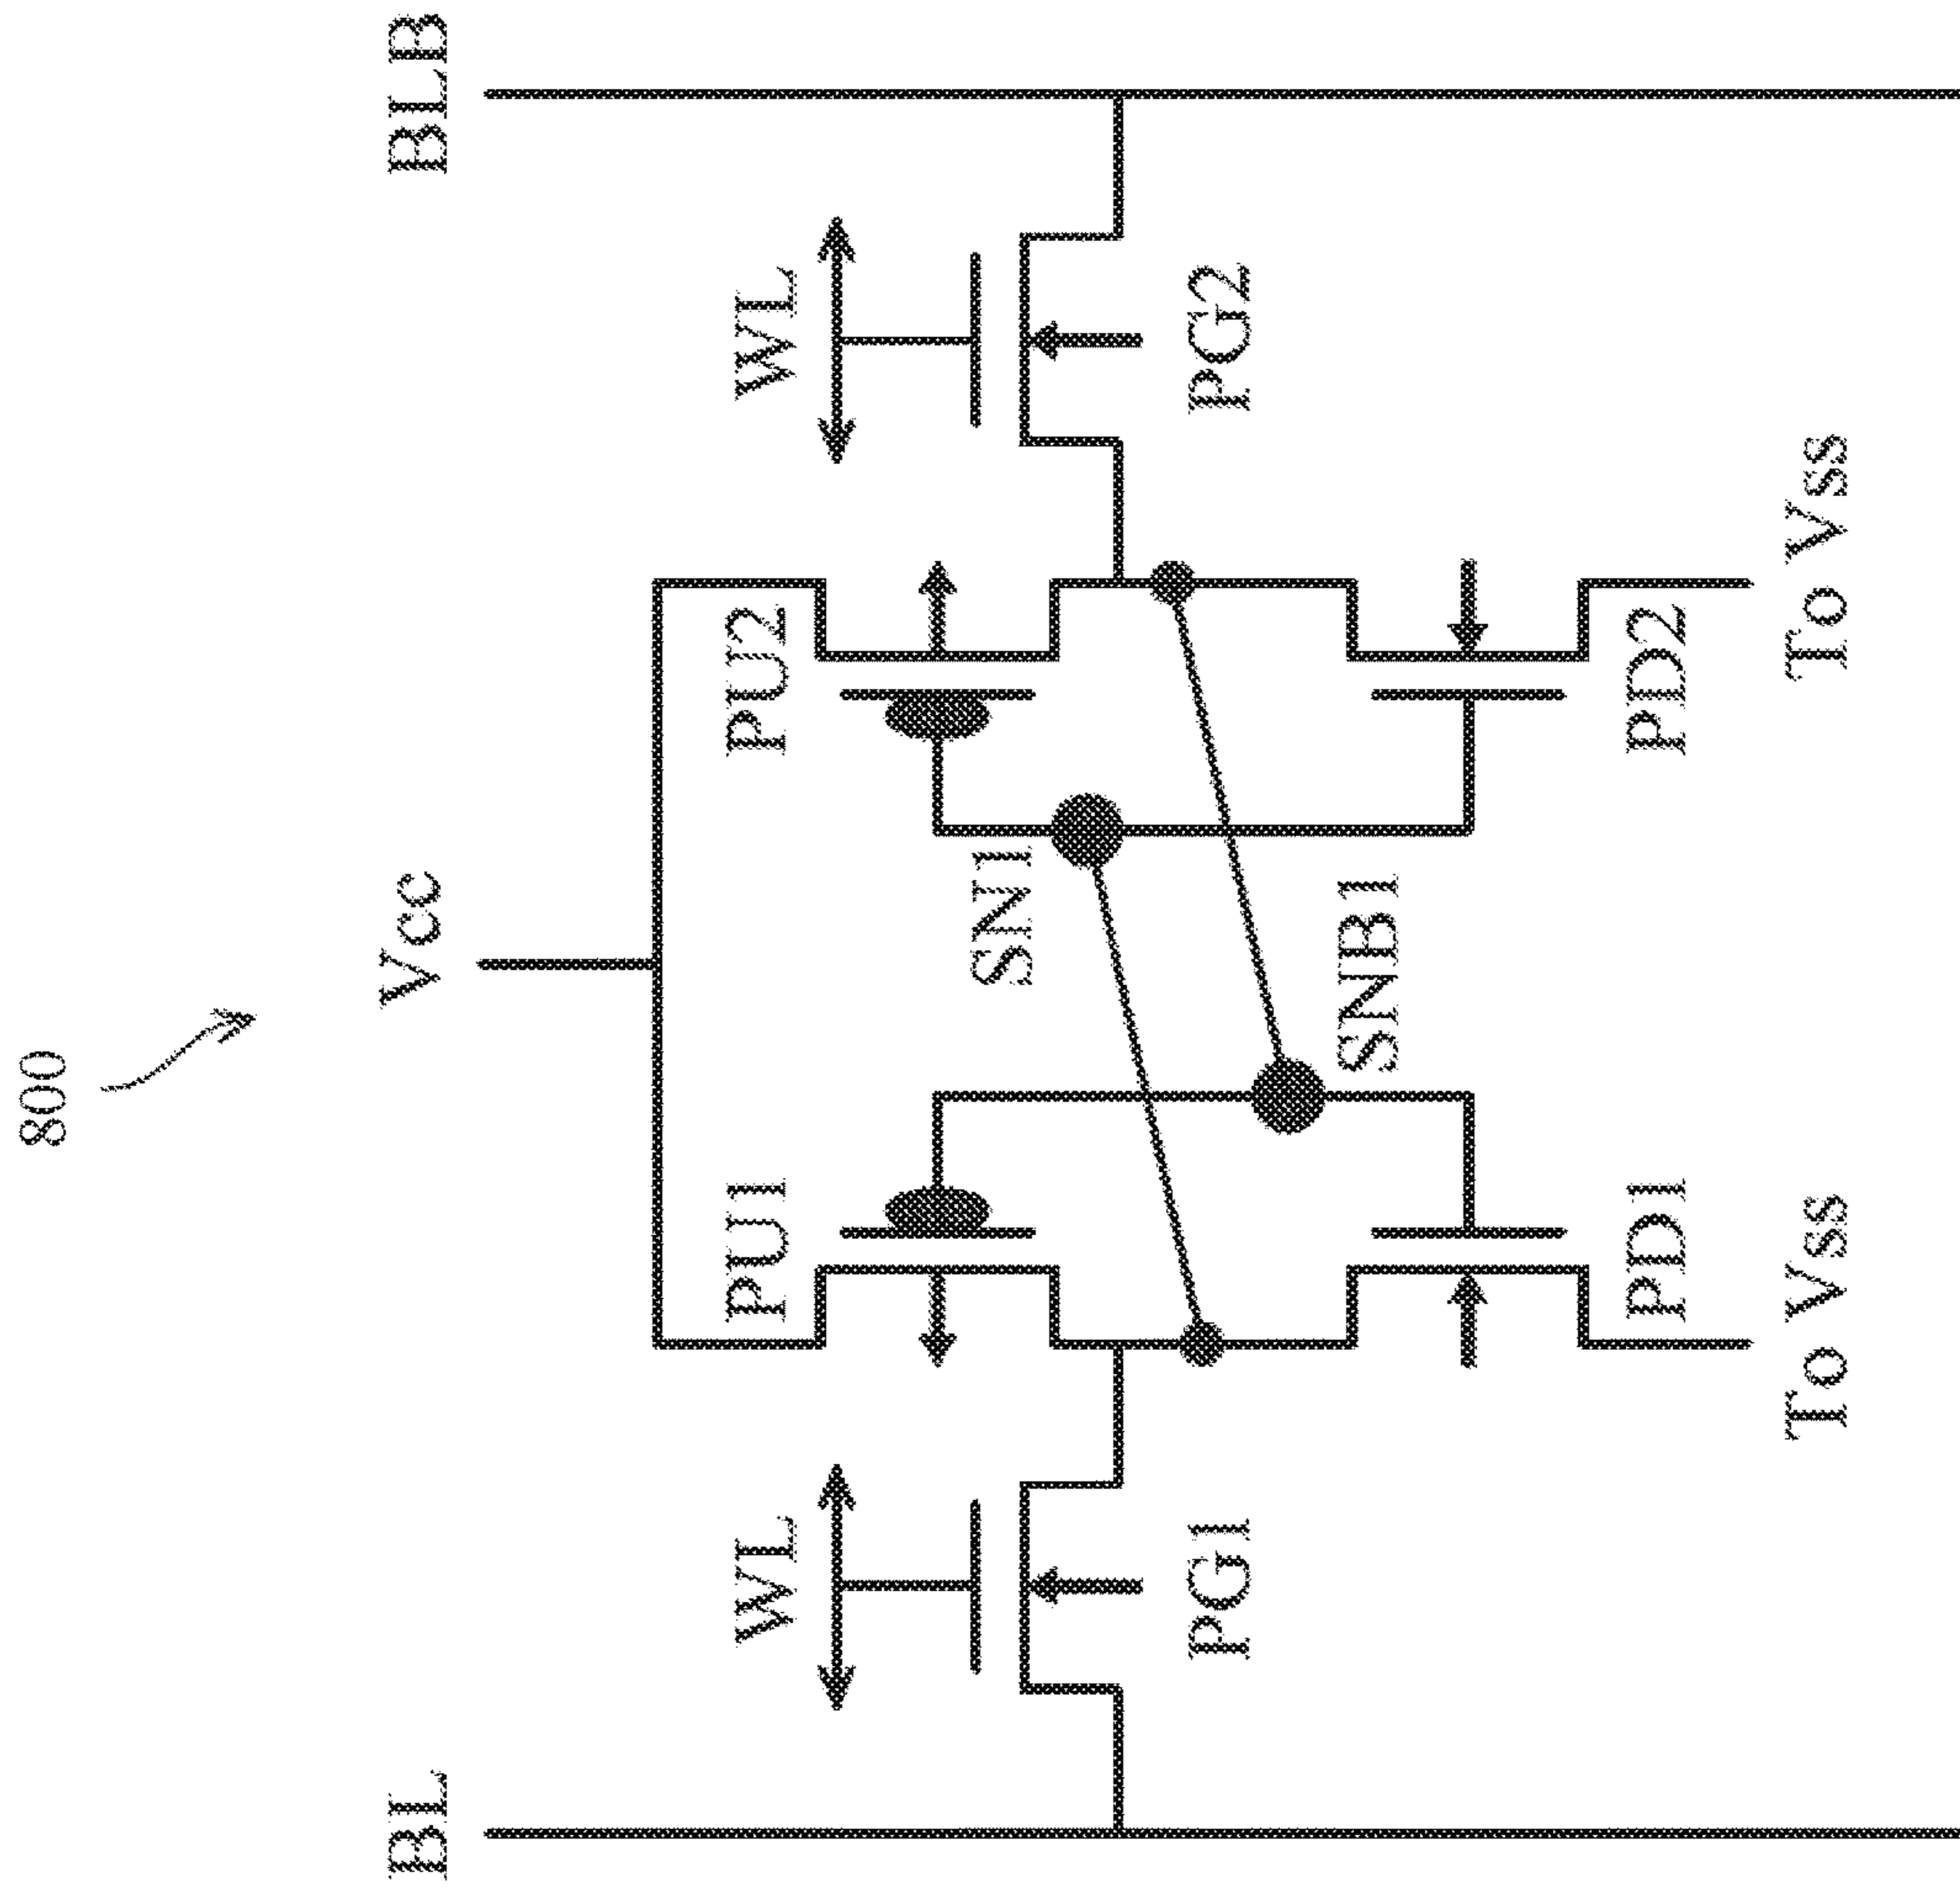 800
BL
Vcc
BLB
WL
PU1
PU2
WL
SN1
PG1
PG2
SNB1
PD1
PD2
To Vss
To Vss